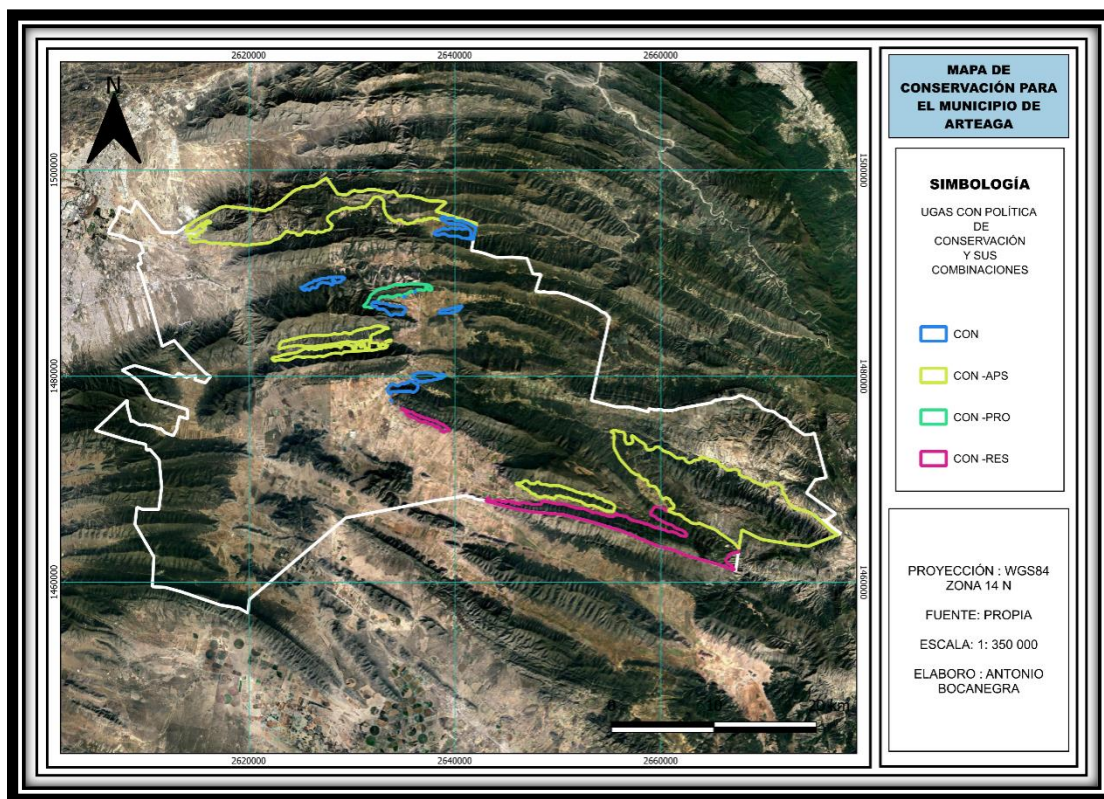 2620000
2640000
2660000
N
1500000
1500000
1480000
1480000
1460000
1460000
0
10
20 km
2620000
2640000
2660000
MAPA DE
CONSERVACIÓN PARA
EL MUNICIPIO DE
ARTEAGA
SIMBOLOGÍA
UGAS CON POLÍTICA
DE
CONSERVACIÓN
Y SUS
COMBINACIONES
CON
CON -APS
CON -PRO
CON -RES
PROYECCIÓN : WGS84
ZONA 14 N
FUENTE: PROPIA
ESCALA: 1: 350 000
ELABORO : ANTONIO
BOCANEGRA